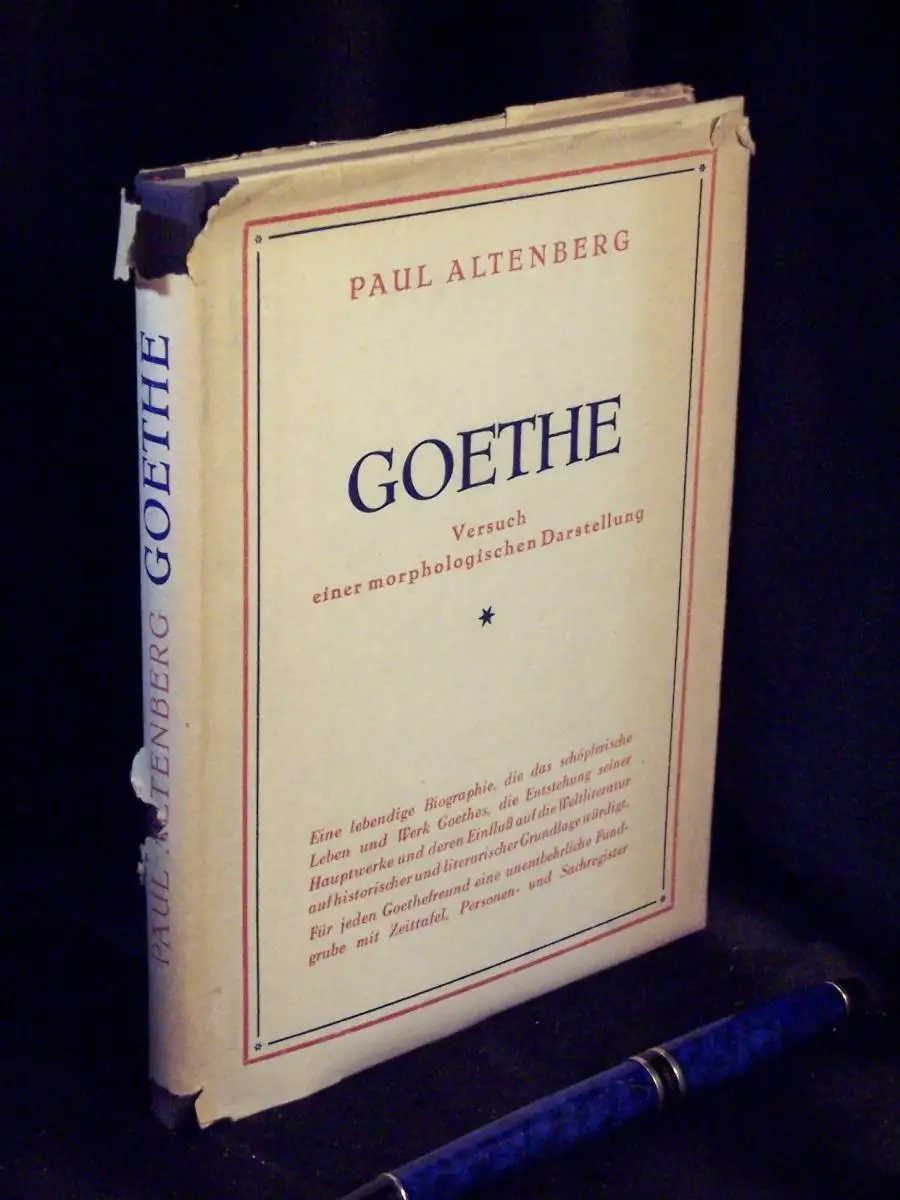 PAUL ALTENBERG
GOETHE
Versuch
einer morphologischen Darstellung
Eine lebendige Biographie, die das schöpferische
Leben und Werk Goethes, die Entstehung seiner
Hauptwerke und deren Einfluß auf die Weltliteratur
auf historischer und literarischer Grundlage würdigt.
Für jeden Goethefreund eine unentbehrliche Fund-
grube mit Zeittafel, Personen- und Sachregister
PAUL ALTENBERG GOETHE